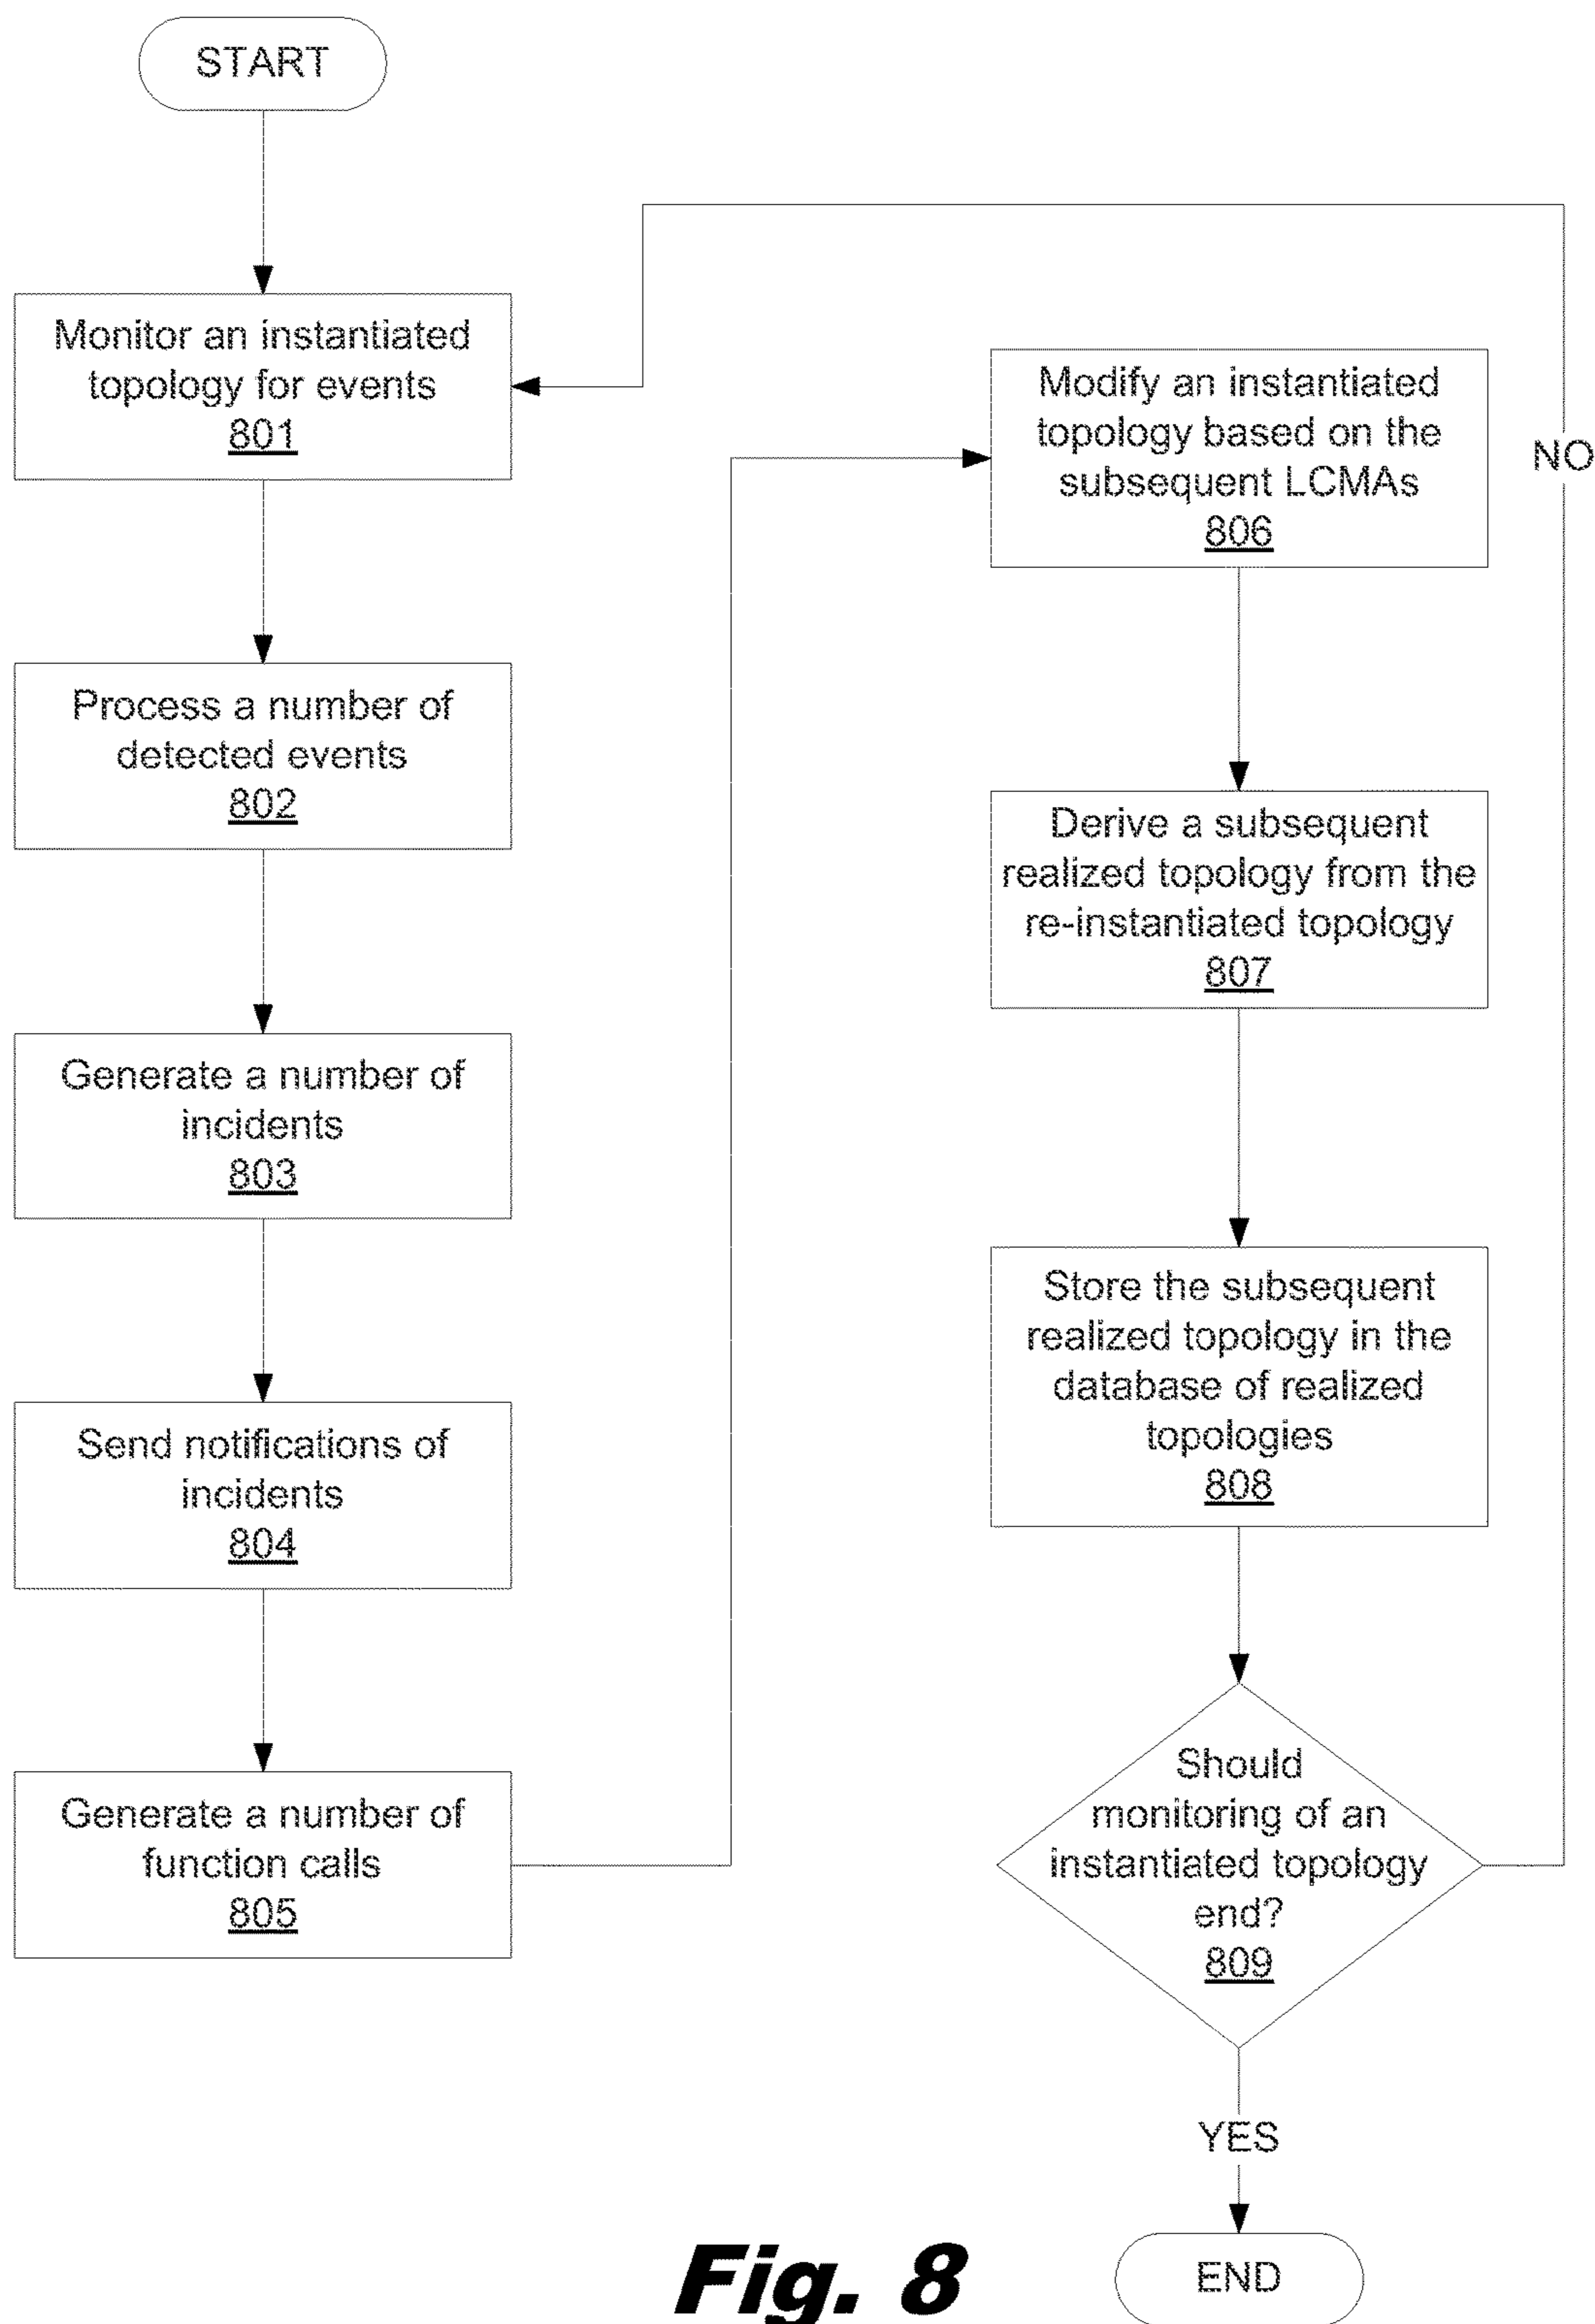 START
Monitor an instantiated
topology for events
801
Process a number of
detected events
802
Generate a number of
incidents
803
Send notifications of
incidents
804
Generate a number of
function calls
805
Modify an instantiated
topology based on the
subsequent LCMAs
806
Derive a subsequent
realized topology from the
re-instantiated topology
807
Store the subsequent
realized topology in the
database of realized
topologies
808
Should
monitoring of an
instantiated topology
end?
809
NO
YES
END
Fig. 8